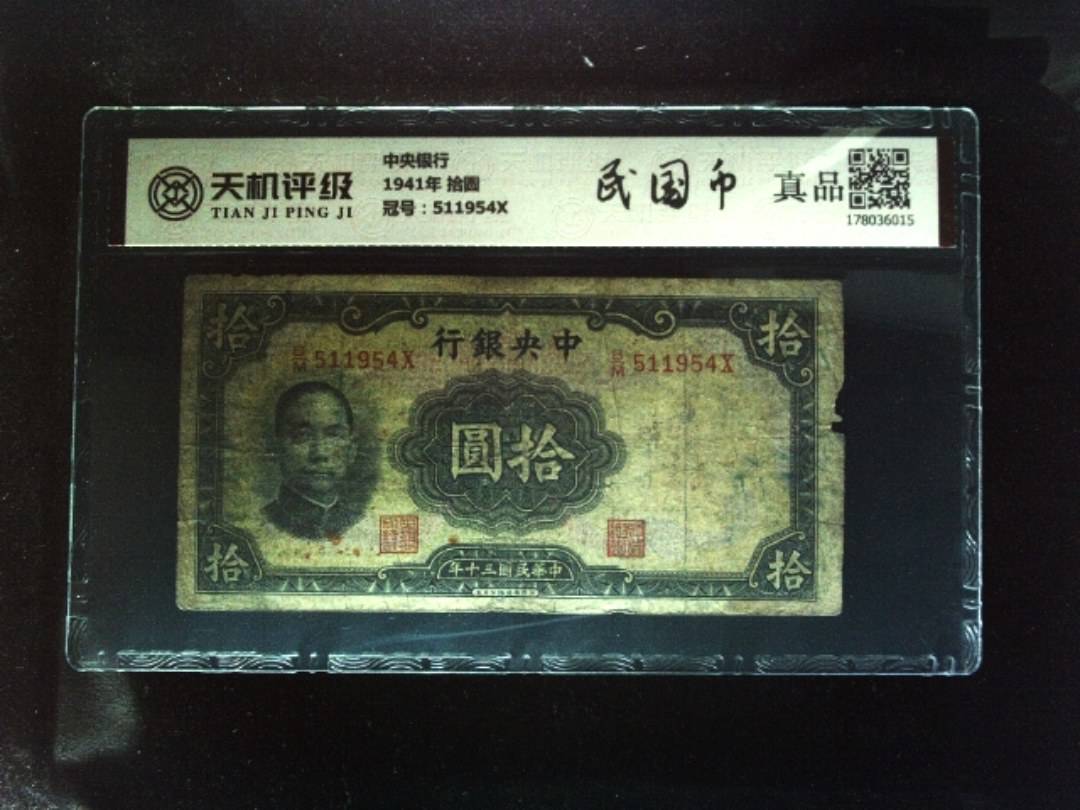 天机评级
TIAN JI PING JI
中央银行
1941年 拾圆
冠号：511954X
民国币
真品
178036015
拾
拾
行銀央中
B/M 511954X
B/M 511954X
圓拾
拾
年十三國民華中
拾